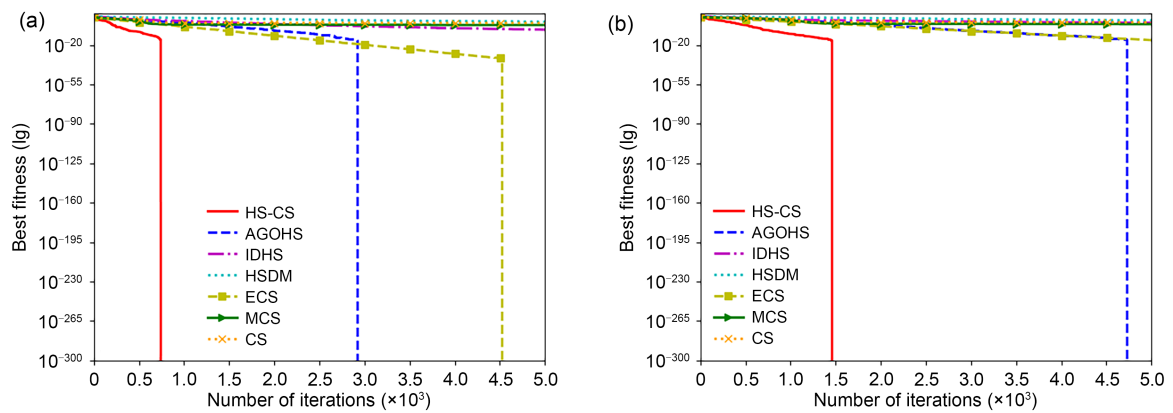 (a)
Best fitness (lg)
10⁻²⁰
10⁻⁵⁵
10⁻⁹⁰
10⁻¹²⁵
10⁻¹⁶⁰
10⁻¹⁹⁵
10⁻²³⁰
10⁻²⁶⁵
10⁻³⁰⁰
HS-CS
AGOHS
IDHS
HSDM
ECS
MCS
CS
0 0.5 1.0 1.5 2.0 2.5 3.0 3.5 4.0 4.5 5.0
Number of iterations (×10³)
(b)
Best fitness (lg)
10⁻²⁰
10⁻⁵⁵
10⁻⁹⁰
10⁻¹²⁵
10⁻¹⁶⁰
10⁻¹⁹⁵
10⁻²³⁰
10⁻²⁶⁵
10⁻³⁰⁰
HS-CS
AGOHS
IDHS
HSDM
ECS
MCS
CS
0 0.5 1.0 1.5 2.0 2.5 3.0 3.5 4.0 4.5 5.0
Number of iterations (×10³)